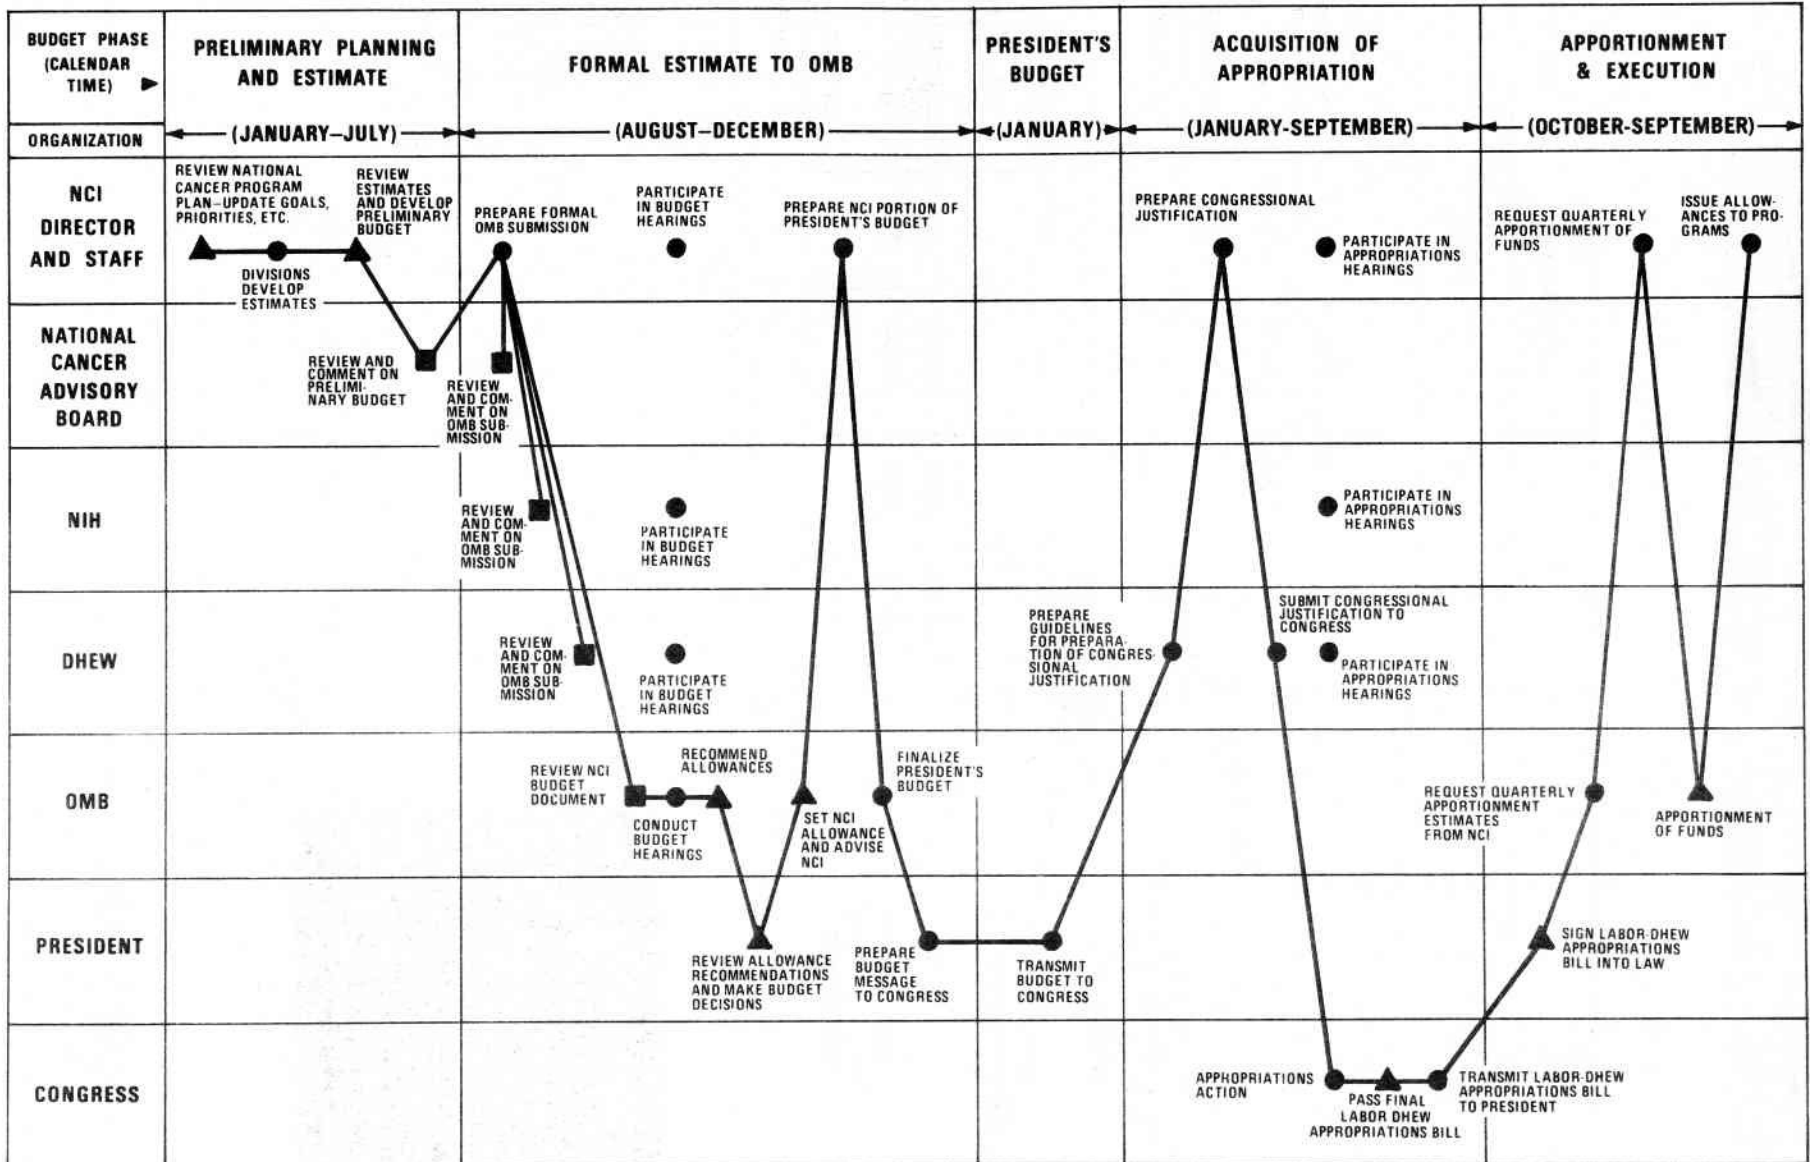 BUDGET PHASE
(CALENDAR
TIME)
PRELIMINARY PLANNING
AND ESTIMATE
FORMAL ESTIMATE TO OMB
PRESIDENT'S
BUDGET
ACQUISITION OF
APPROPRIATION
APPORTIONMENT
& EXECUTION
ORGANIZATION
(JANUARY–JULY)
(AUGUST–DECEMBER)
(JANUARY)
(JANUARY-SEPTEMBER)
(OCTOBER-SEPTEMBER)
NCI
DIRECTOR
AND STAFF
REVIEW NATIONAL
CANCER PROGRAM
PLAN–UPDATE GOALS,
PRIORITIES, ETC.
DIVISIONS
DEVELOP
ESTIMATES
REVIEW
ESTIMATES
AND DEVELOP
PRELIMINARY
BUDGET
PREPARE FORMAL
OMB SUBMISSION
PARTICIPATE
IN BUDGET
HEARINGS
PREPARE NCI PORTION OF
PRESIDENT'S BUDGET
PREPARE CONGRESSIONAL
JUSTIFICATION
PARTICIPATE IN
APPROPRIATIONS
HEARINGS
REQUEST QUARTERLY
APPORTIONMENT OF
FUNDS
ISSUE ALLOW-
ANCES TO PRO-
GRAMS
NATIONAL
CANCER
ADVISORY
BOARD
REVIEW AND
COMMENT ON
PRELIMI-
NARY BUDGET
REVIEW
AND COM-
MENT ON
OMB SUB-
MISSION
NIH
REVIEW
AND COM-
MENT ON
OMB SUB-
MISSION
PARTICIPATE
IN BUDGET
HEARINGS
PARTICIPATE IN
APPROPRIATIONS
HEARINGS
DHEW
REVIEW
AND COM-
MENT ON
OMB SUB-
MISSION
PARTICIPATE
IN BUDGET
HEARINGS
PREPARE
GUIDELINES
FOR PREPARA-
TION OF CONGRES-
SIONAL
JUSTIFICATION
SUBMIT CONGRESSIONAL
JUSTIFICATION TO
CONGRESS
PARTICIPATE IN
APPROPRIATIONS
HEARINGS
OMB
REVIEW NCI
BUDGET
DOCUMENT
CONDUCT
BUDGET
HEARINGS
RECOMMEND
ALLOWANCES
SET NCI
ALLOWANCE
AND ADVISE
NCI
FINALIZE
PRESIDENT'S
BUDGET
REQUEST QUARTERLY
APPORTIONMENT
ESTIMATES
FROM NCI
APPORTIONMENT
OF FUNDS
PRESIDENT
REVIEW ALLOWANCE
RECOMMENDATIONS
AND MAKE BUDGET
DECISIONS
PREPARE
BUDGET
MESSAGE
TO CONGRESS
TRANSMIT
BUDGET TO
CONGRESS
SIGN LABOR-DHEW
APPROPRIATIONS
BILL INTO LAW
CONGRESS
APPROPRIATIONS
ACTION
PASS FINAL
LABOR DHEW
APPROPRIATIONS BILL
TRANSMIT LABOR-DHEW
APPROPRIATIONS BILL
TO PRESIDENT